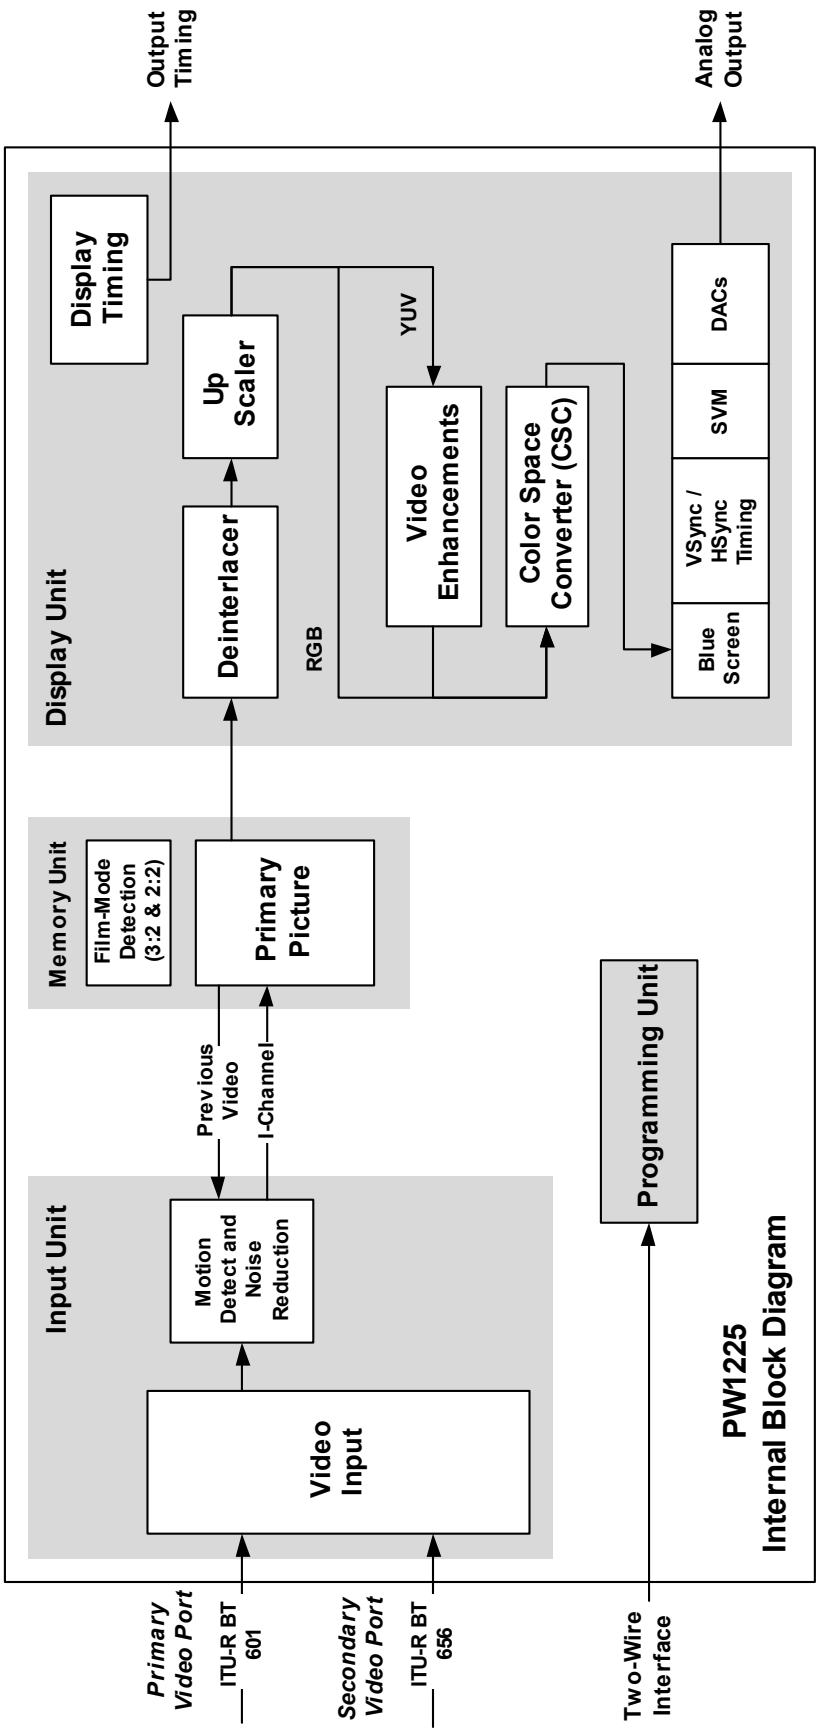 Primary
Video Port
ITU-R BT
601
Secondary
Video Port
ITU-R BT
656
Two-Wire
Interface
Input Unit
Video
Input
Motion
Detect and
Noise
Reduction
Previous
Video
I-Channel
Memory Unit
Film-Mode
Detection
(3:2 & 2:2)
Primary
Picture
Programming Unit
Display Unit
Display
Timing
Deinterlacer
Up
Scaler
RGB
YUV
Video
Enhancements
Color Space
Converter (CSC)
Blue
Screen
VSync /
HSync
Timing
SVM
DACs
Output
Timing
Analog
Output
PW1225
Internal Block Diagram